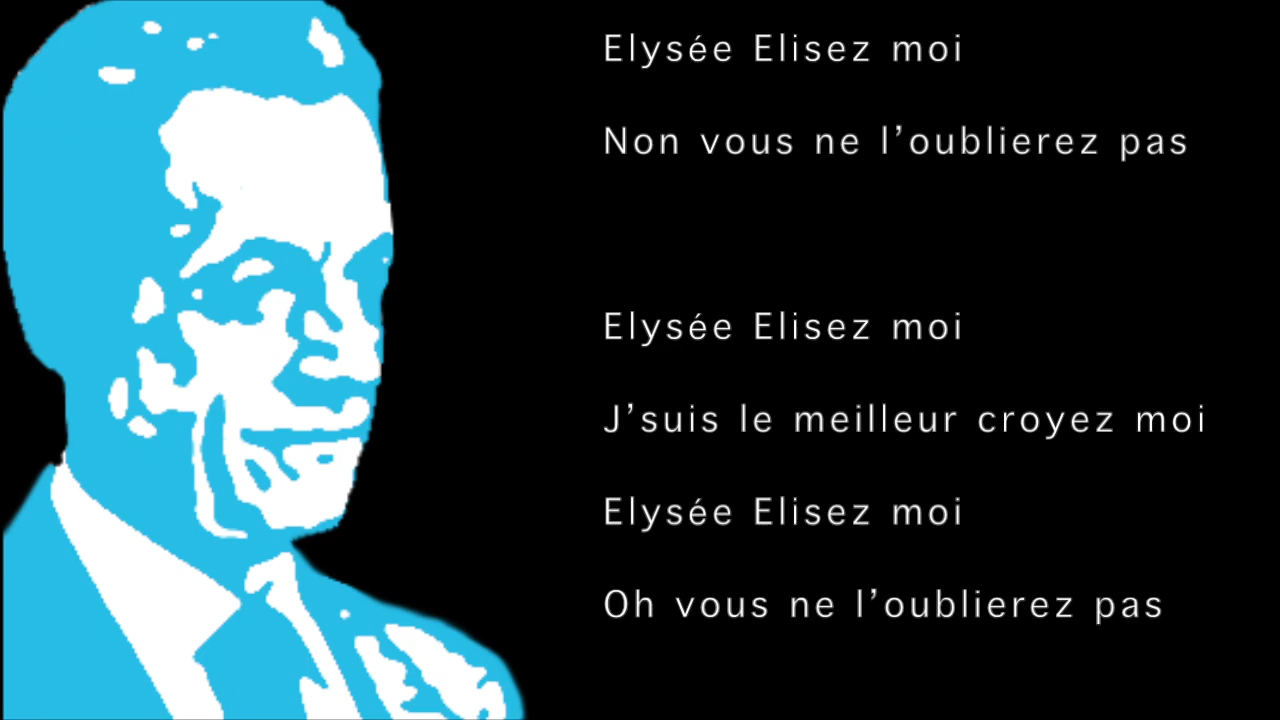 Elysée Elisez moi
Non vous ne l’oublierez pas
Elysée Elisez moi
J’suis le meilleur croyez moi
Elysée Elisez moi
Oh vous ne l’oublierez pas